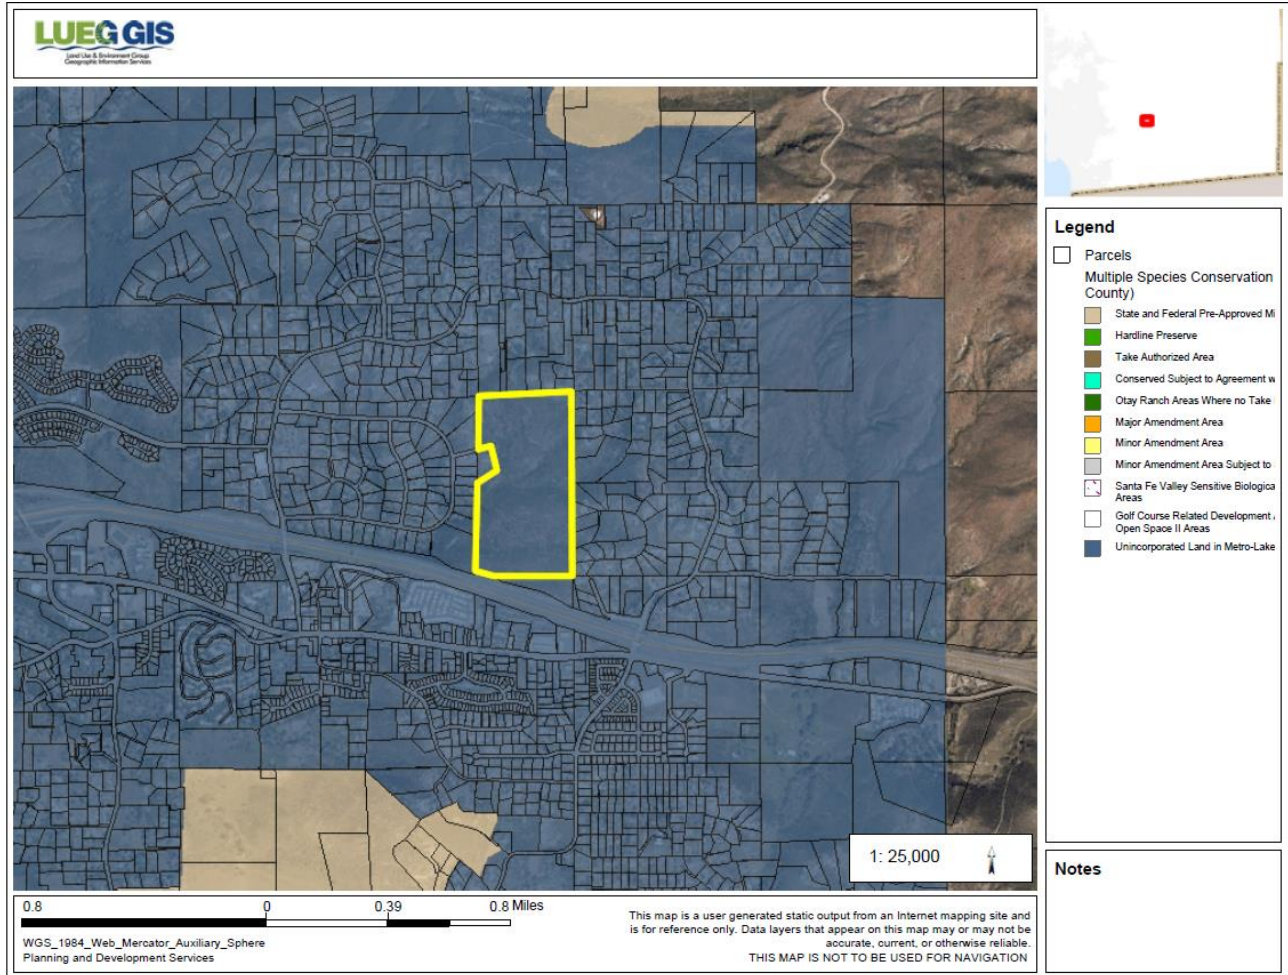 LUEG GIS
Land Use & Environment Group
Geographic Information Services
Legend
Parcels
Multiple Species Conservation
County)
State and Federal Pre-Approved Mi
Hardline Preserve
Take Authorized Area
Conserved Subject to Agreement w
Otay Ranch Areas Where no Take
Major Amendment Area
Minor Amendment Area
Minor Amendment Area Subject to
Santa Fe Valley Sensitive Biologica
Areas
Golf Course Related Development
Open Space II Areas
Unincorporated Land in Metro-Lake
1: 25,000
Notes
0.8 0 0.39 0.8 Miles
WGS_1984_Web_Mercator_Auxiliary_Sphere
Planning and Development Services
This map is a user generated static output from an Internet mapping site and
is for reference only. Data layers that appear on this map may or may not be
accurate, current, or otherwise reliable.
THIS MAP IS NOT TO BE USED FOR NAVIGATION